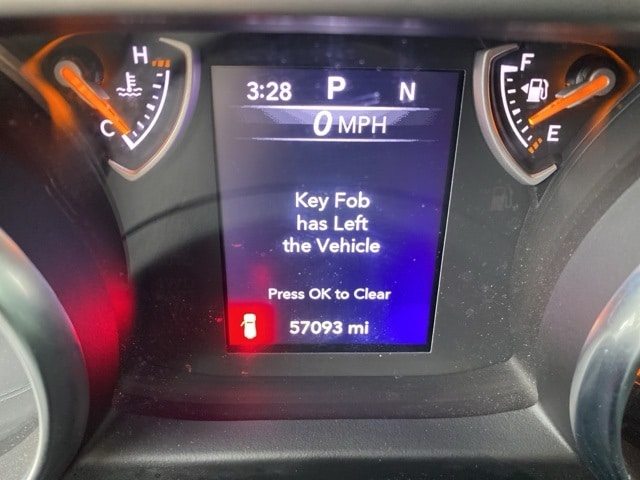 H
C
3:28 P N
0 MPH
Key Fob
has Left
the Vehicle
Press OK to Clear
57093 mi
F
E